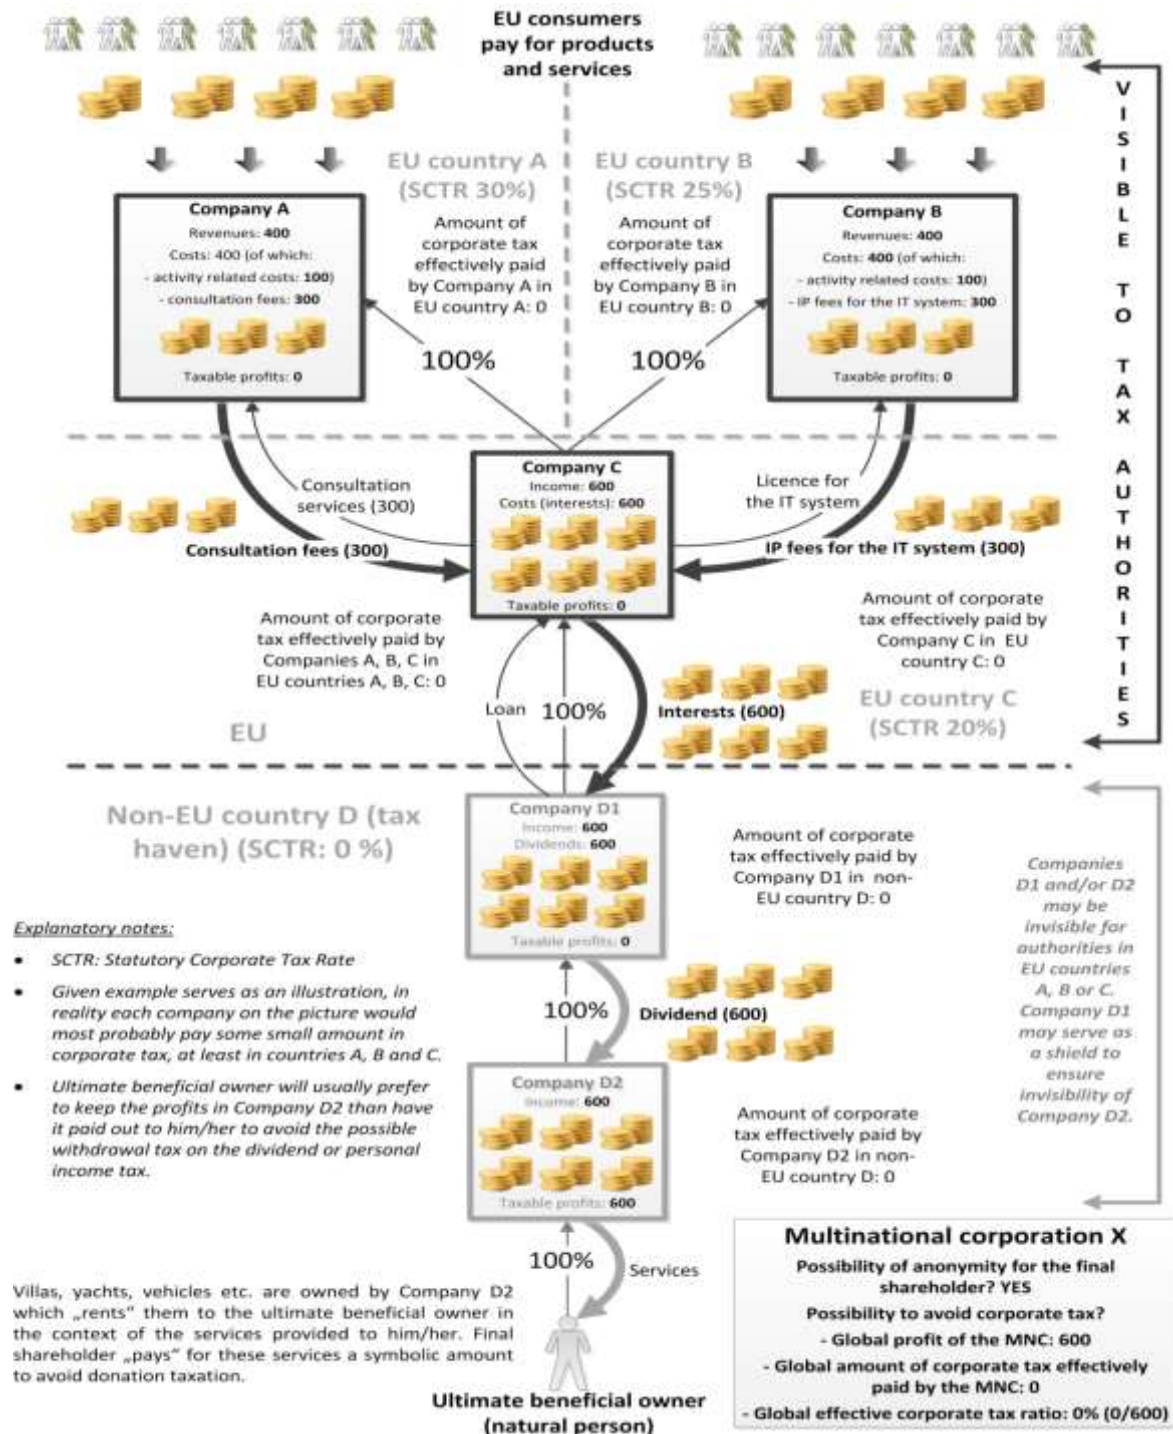 EU consumers
pay for products
and services
VISIBLE TO TAX AUTHORITIES
EU country A
(SCTR 30%)
EU country B
(SCTR 25%)
Company A
Revenues: 400
Costs: 400 (of which:
- activity related costs: 100)
- consultation fees: 300
Taxable profits: 0
Amount of
corporate tax
effectively paid
by Company A in
EU country A: 0
Amount of
corporate tax
effectively paid
by Company B in
EU country B: 0
Company B
Revenues: 400
Costs: 400 (of which:
- activity related costs: 100)
- IP fees for the IT system: 300
Taxable profits: 0
100%
100%
Company C
Income: 600
Costs (interests): 600
Taxable profits: 0
Consultation
services (300)
Licence for
the IT system
Consultation fees (300)
IP fees for the IT system (300)
Amount of corporate
tax effectively paid by
Companies A, B, C in
EU countries A, B, C: 0
Amount of corporate
tax effectively paid by
Company C in EU
country C: 0
Loan
100%
Interests (600)
EU country C
(SCTR 20%)
EU
Non-EU country D (tax
haven) (SCTR: 0 %)
Company D1
Income: 600
Dividends: 600
Taxable profits: 0
Amount of corporate
tax effectively paid by
Company D1 in non-
EU country D: 0
Companies
D1 and/or D2
may be
invisible for
authorities in
EU countries
A, B or C.
Company D1
may serve as
a shield to
ensure
invisibility of
Company D2.
Explanatory notes:
• SCTR: Statutory Corporate Tax Rate
• Given example serves as an illustration, in
reality each company on the picture would
most probably pay some small amount in
corporate tax, at least in countries A, B and C.
• Ultimate beneficial owner will usually prefer
to keep the profits in Company D2 than have
it paid out to him/her to avoid the possible
withdrawal tax on the dividend or personal
income tax.
100%
Dividend (600)
Company D2
Income: 600
Taxable profits: 600
Amount of corporate
tax effectively paid by
Company D2 in non-
EU country D: 0
100%
Services
Villas, yachts, vehicles etc. are owned by Company D2
which „rents“ them to the ultimate beneficial owner in
the context of the services provided to him/her. Final
shareholder „pays“ for these services a symbolic amount
to avoid donation taxation.
Ultimate beneficial owner
(natural person)
Multinational corporation X
Possibility of anonymity for the final
shareholder? YES
Possibility to avoid corporate tax?
- Global profit of the MNC: 600
- Global amount of corporate tax effectively
paid by the MNC: 0
- Global effective corporate tax ratio: 0% (0/600)